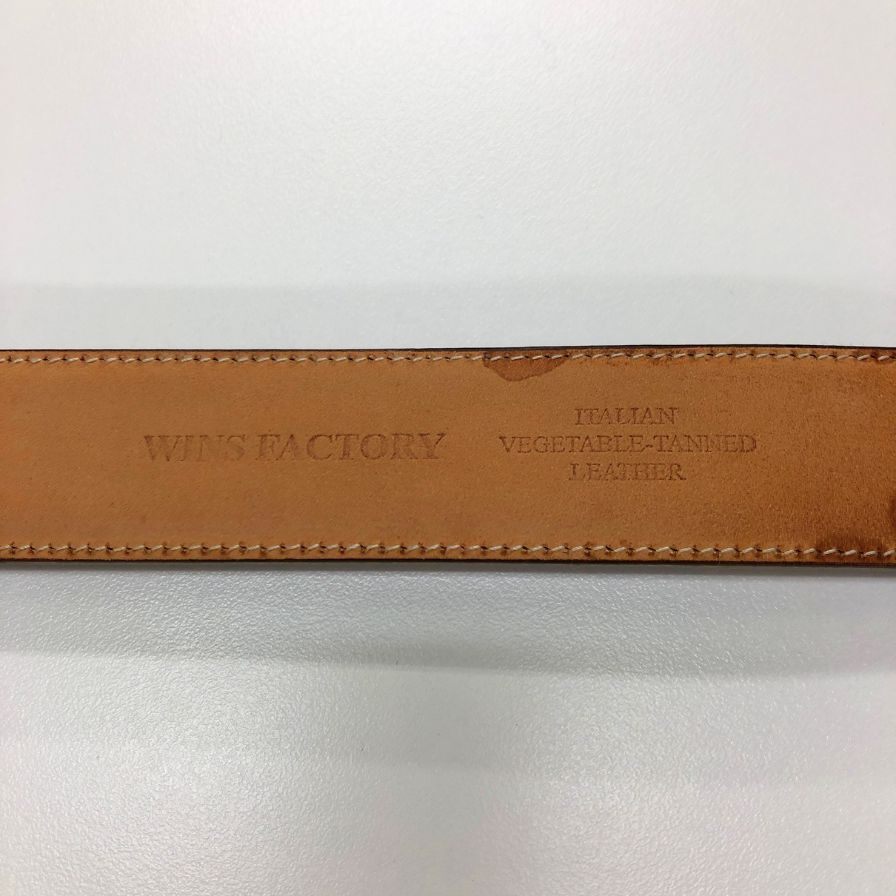 WINS FACTORY
ITALIAN
VEGETABLE-TANNED
LEATHER